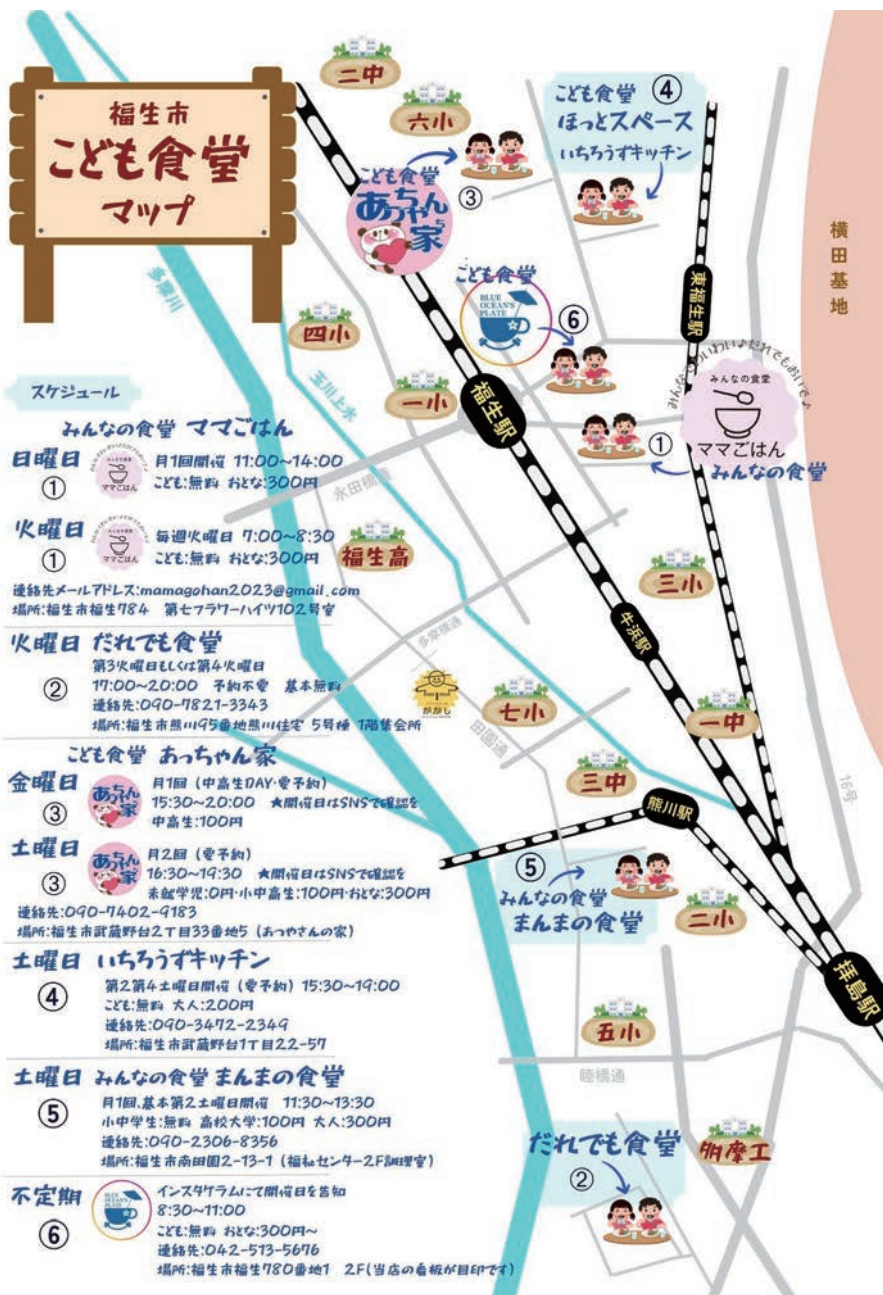 福生市
こども食堂
マップ
二中
六小
こども食堂 ④
ほっとスペース
いちろうずキッチン
こども食堂
あっちゃん家
③
横田基地
多摩川
こども食堂
BLUE OCEAN'S PLATE
⑥
東福生駅
四小
玉川上水
一小
福生駅
みんなの食堂
ママごはん
①
みんなの食堂
永田橋通
福生高
三小
牛浜駅
多摩橋通
かかし
七小
田園通
一中
三中
熊川駅
16号
⑤
みんなの食堂
まんまの食堂
二小
拝島駅
五小
睦橋通
だれでも食堂
②
多摩工
スケジュール
みんなの食堂 ママごはん
日曜日 月1回開催 11:00~14:00
① ママごはん こども:無料 おとな:300円
火曜日 毎週火曜日 7:00~8:30
① ママごはん こども:無料 おとな:300円
連絡先メールアドレス:mamagohan2023@gmail.com
場所:福生市福生784 第七フラワーハイツ102号室
火曜日 だれでも食堂
第3火曜日もしくは第4火曜日
② 17:00~20:00 予約不要 基本無料
連絡先:090-7821-3343
場所:福生市熊川95番地熊川住宅 5号棟 1階集会所
こども食堂 あっちゃん家
金曜日 月1回 (中高生DAY・要予約)
③ あっちゃん家 15:30~20:00 ★開催日はSNSで確認を
中高生:100円
土曜日 月2回 (要予約)
③ あっちゃん家 16:30~19:30 ★開催日はSNSで確認を
未就学児:0円・小中高生:100円・おとな:300円
連絡先:090-7402-9183
場所:福生市武蔵野台2丁目33番地5 (あつやさんの家)
土曜日 いちろうずキッチン
④ 第2第4土曜日開催 (要予約) 15:30~19:00
こども:無料 大人:200円
連絡先:090-3472-2349
場所:福生市武蔵野台1丁目22-57
土曜日 みんなの食堂 まんまの食堂
⑤ 月1回、基本第2土曜日開催 11:30~13:30
小中学生:無料 高校大学:100円 大人:300円
連絡先:090-2306-8356
場所:福生市南田園2-13-1 (福祉センター2F調理室)
不定期 インスタグラムにて開催日を告知
⑥ BLUE OCEAN'S PLATE 8:30~11:00
こども:無料 おとな:300円~
連絡先:042-513-5676
場所:福生市福生780番地1 2F(当店の看板が目印です)